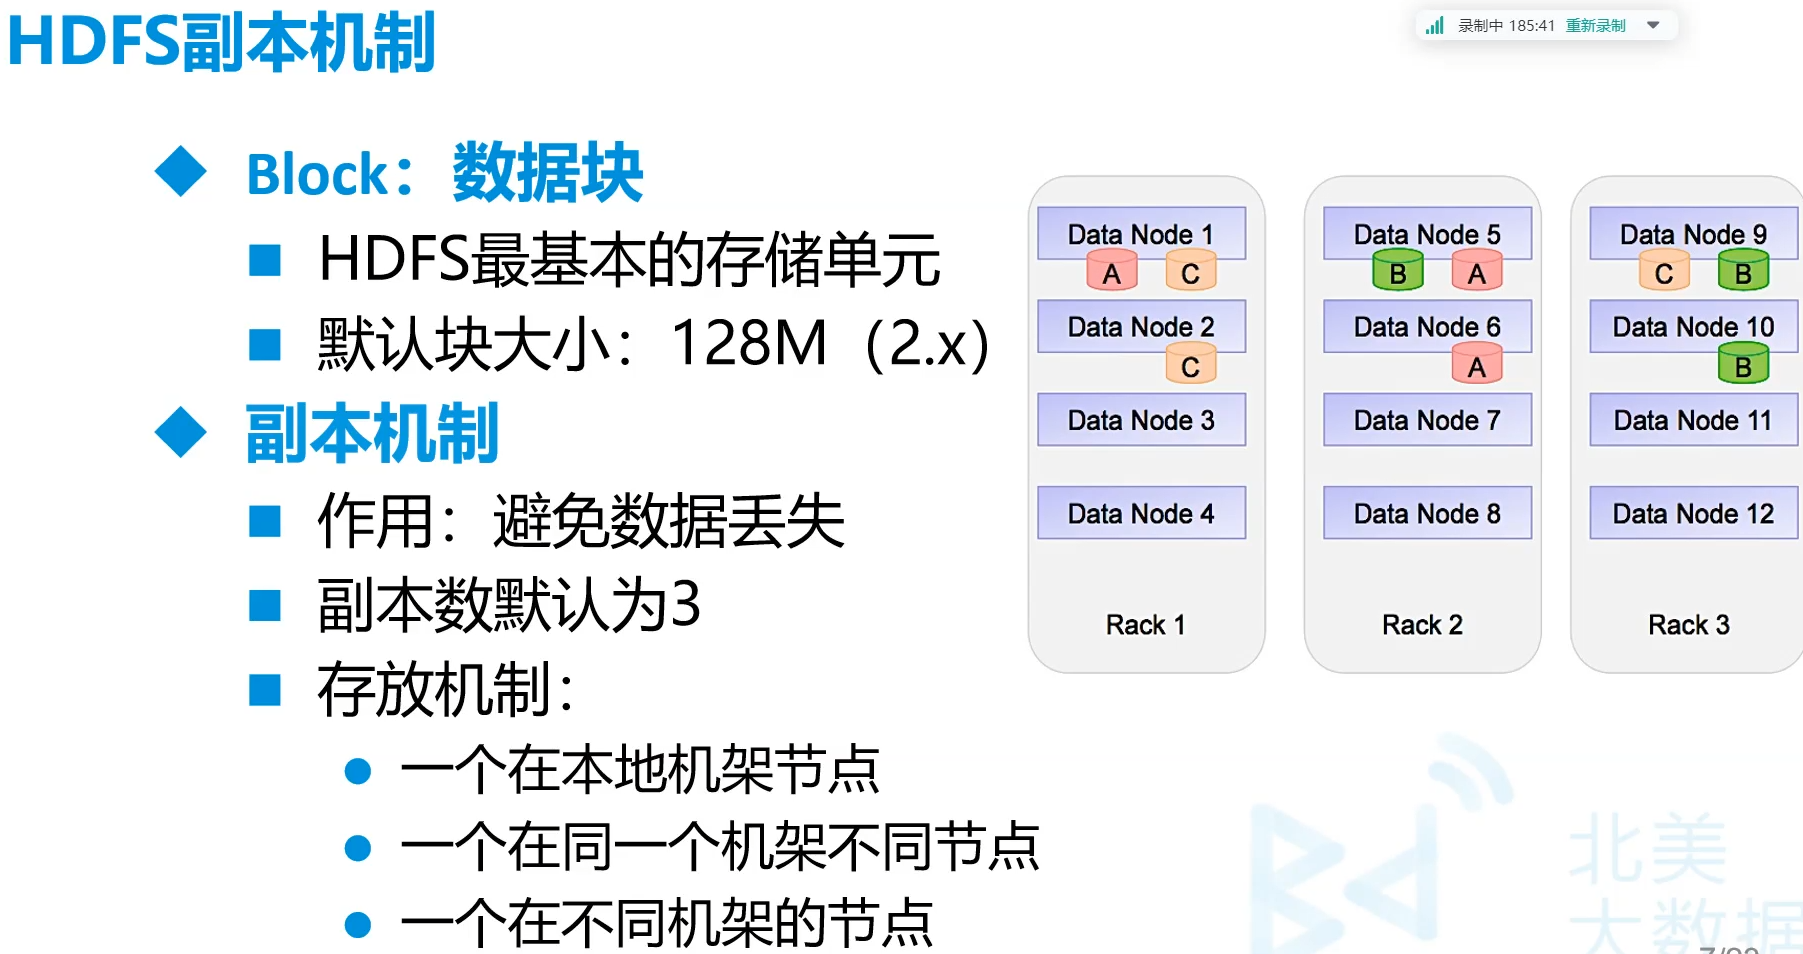 HDFS副本机制
录制中 185:41 重新录制
Block：数据块
HDFS最基本的存储单元
默认块大小：128M（2.x）
副本机制
作用：避免数据丢失
副本数默认为3
存放机制：
一个在本地机架节点
一个在同一个机架不同节点
一个在不同机架的节点
Data Node 1
A C
Data Node 2
C
Data Node 3
Data Node 4
Rack 1
Data Node 5
B A
Data Node 6
A
Data Node 7
Data Node 8
Rack 2
Data Node 9
C B
Data Node 10
B
Data Node 11
Data Node 12
Rack 3
北美
大数据